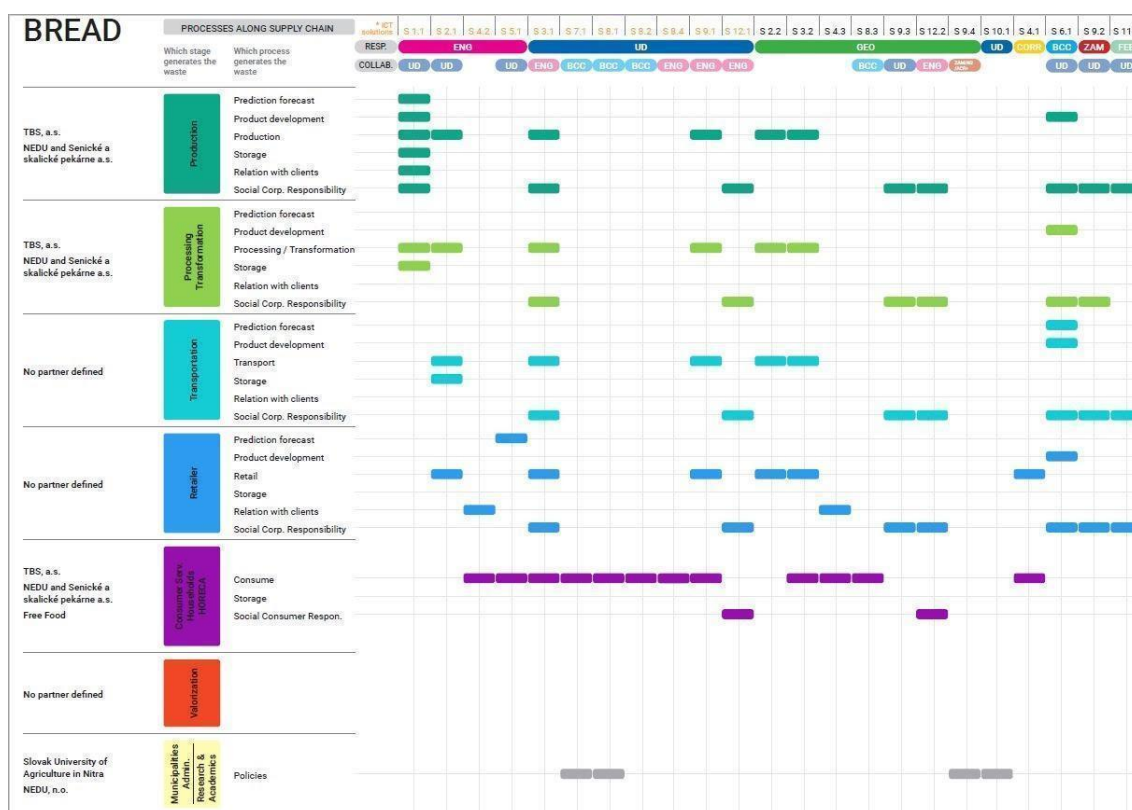 BREAD
PROCESSES ALONG SUPPLY CHAIN
Which stage generates the waste
Which process generates the waste
* ICT solutions S 1.1 S 2.1 S 4.2 S 5.1 S 3.1 S 7.1 S 8.1 S 8.2 S 8.4 S 9.1 S 12.1 S 2.2 S 3.2 S 4.3 S 8.3 S 9.3 S 12.2 S 9.4 S 10.1 S 4.1 S 6.1 S 9.2 S 11
RESP. ENG UD GEO UD CORR BCC ZAM FE
COLLAB. UD UD UD ENG BCC BCC BCC ENG ENG ENG BCC UD ENG UD UD UD
TBS, a.s.
NEDU and Senické a
skalické pekárne a.s.
Production
Prediction forecast
Product development
Production
Storage
Relation with clients
Social Corp. Responsibility
TBS, a.s.
NEDU and Senické a
skalické pekárne a.s.
Processing
Transformation
Prediction forecast
Product development
Processing / Transformation
Storage
Relation with clients
Social Corp. Responsibility
No partner defined
Transportation
Prediction forecast
Product development
Transport
Storage
Relation with clients
Social Corp. Responsibility
No partner defined
Retailer
Prediction forecast
Product development
Retail
Storage
Relation with clients
Social Corp. Responsibility
TBS, a.s.
NEDU and Senické a
skalické pekárne a.s.
Free Food
Consumer Serv.
Households
HORECA
Consume
Storage
Social Consumer Respon.
No partner defined
Valorization
Slovak University of
Agriculture in Nitra
NEDU, n.o.
Municipalities
Admin.
Research &
Academics
Policies